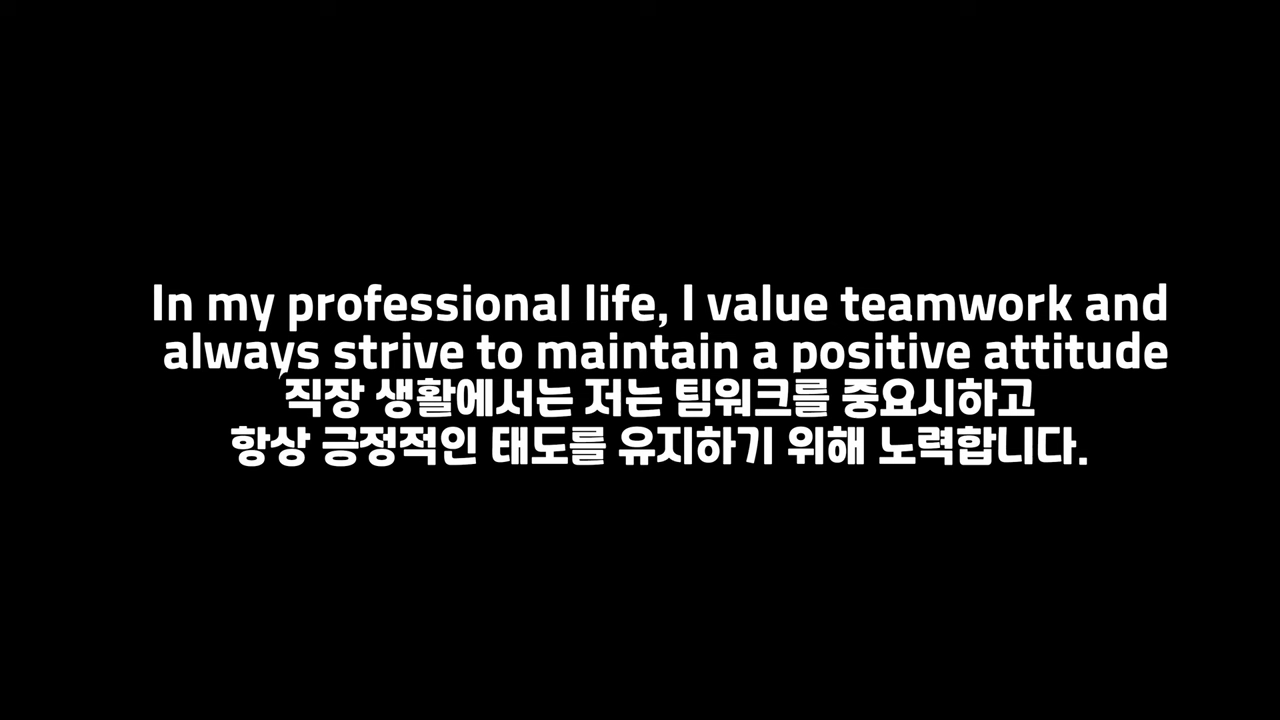 In my professional life, I value teamwork and
always strive to maintain a positive attitude
직장 생활에서는 저는 팀워크를 중요시하고
항상 긍정적인 태도를 유지하기 위해 노력합니다.